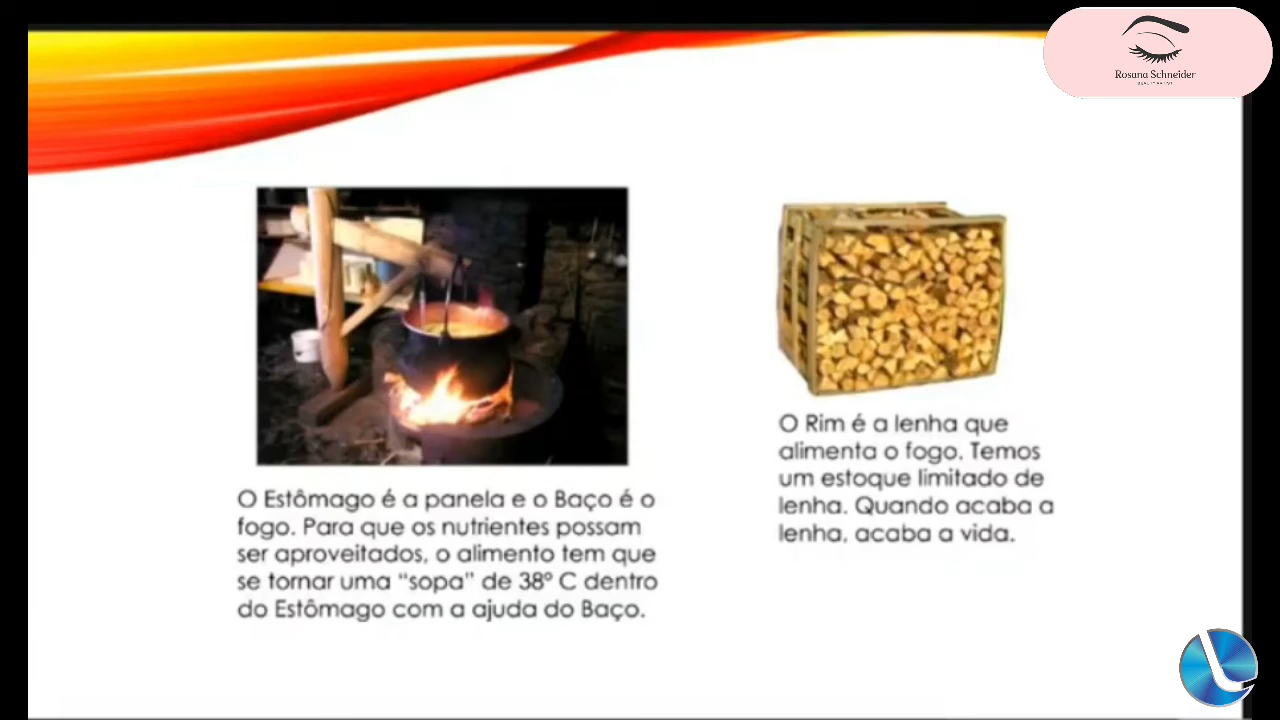 Rosana Schneider
O Estômago é a panela e o Baço é o
fogo. Para que os nutrientes possam
ser aproveitados, o alimento tem que
se tornar uma “sopa” de 38º C dentro
do Estômago com a ajuda do Baço.
O Rim é a lenha que
alimenta o fogo. Temos
um estoque limitado de
lenha. Quando acaba a
lenha, acaba a vida.